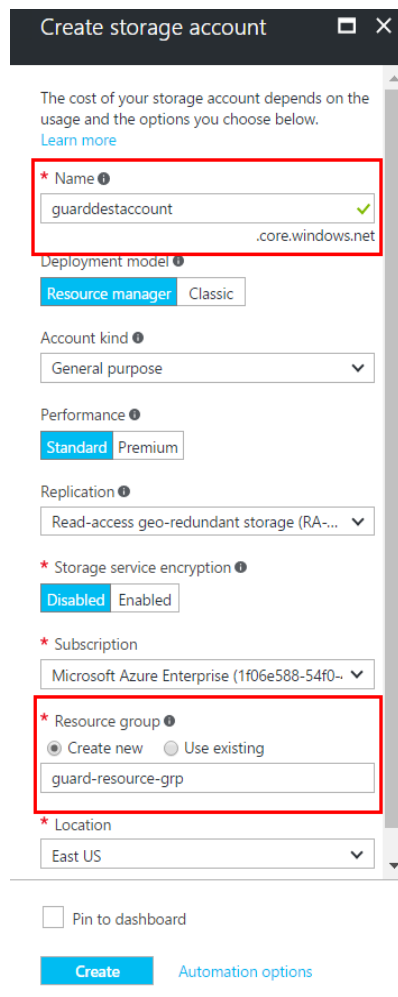 Create storage account
The cost of your storage account depends on the
usage and the options you choose below.
Learn more
* Name
guarddestaccount
.core.windows.net
Deployment model
Resource manager Classic
Account kind
General purpose
Performance
Standard Premium
Replication
Read-access geo-redundant storage (RA-...
* Storage service encryption
Disabled Enabled
* Subscription
Microsoft Azure Enterprise (1f06e588-54f0-
* Resource group
Create new Use existing
guard-resource-grp
* Location
East US
Pin to dashboard
Create Automation options